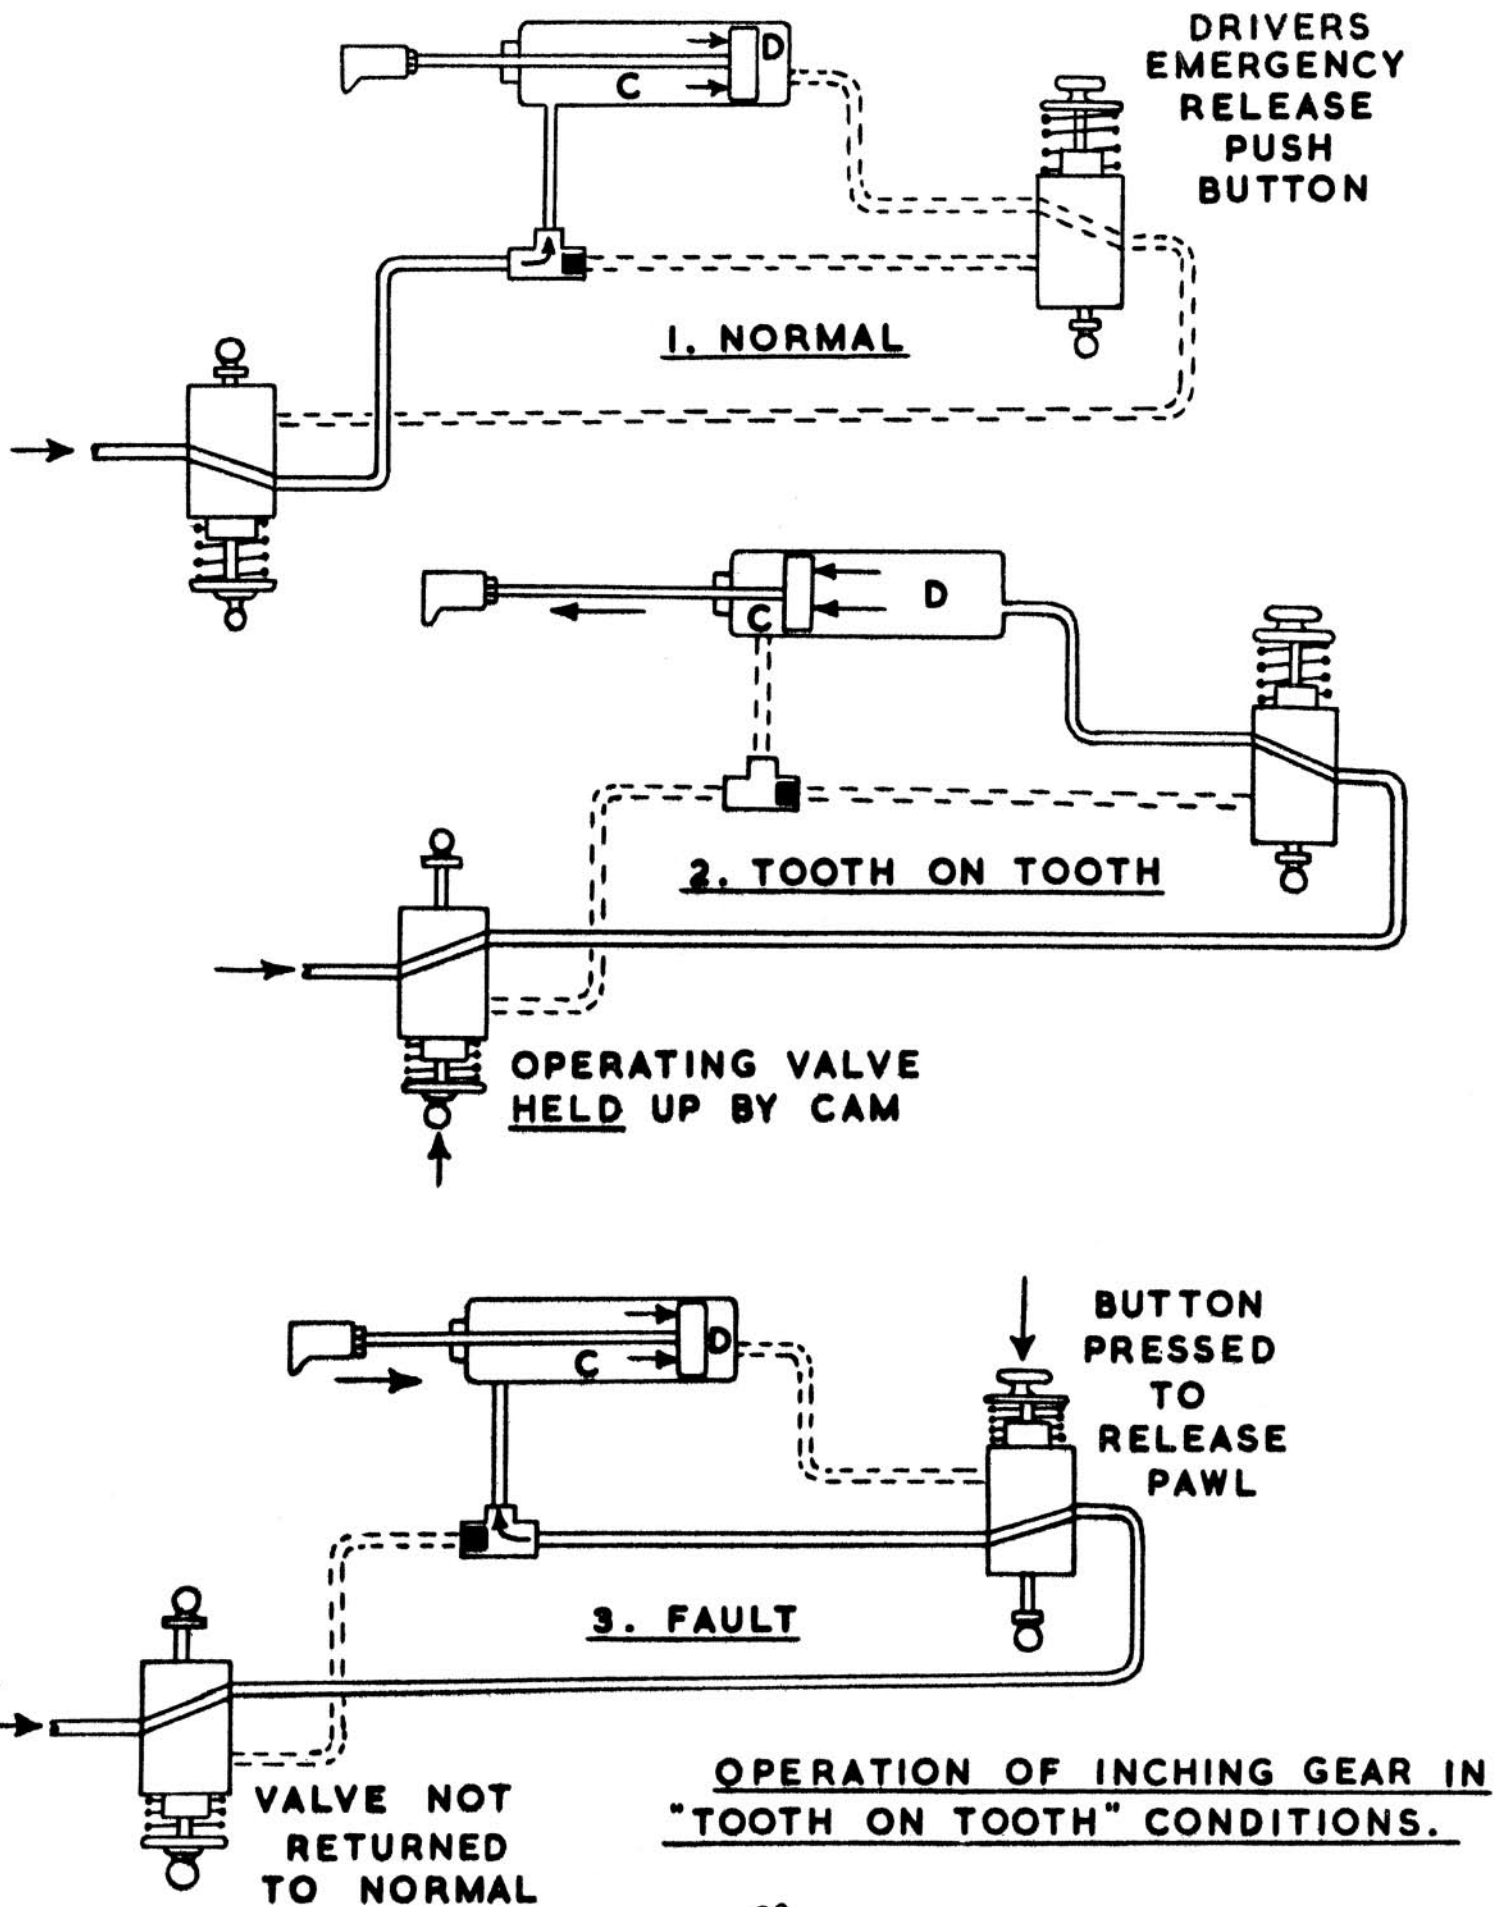 DRIVERS
EMERGENCY
RELEASE
PUSH
BUTTON
D
C
1. NORMAL
D
C
2. TOOTH ON TOOTH
OPERATING VALVE
HELD UP BY CAM
BUTTON
PRESSED
TO
RELEASE
PAWL
D
C
3. FAULT
VALVE NOT
RETURNED
TO NORMAL
OPERATION OF INCHING GEAR IN
"TOOTH ON TOOTH" CONDITIONS.